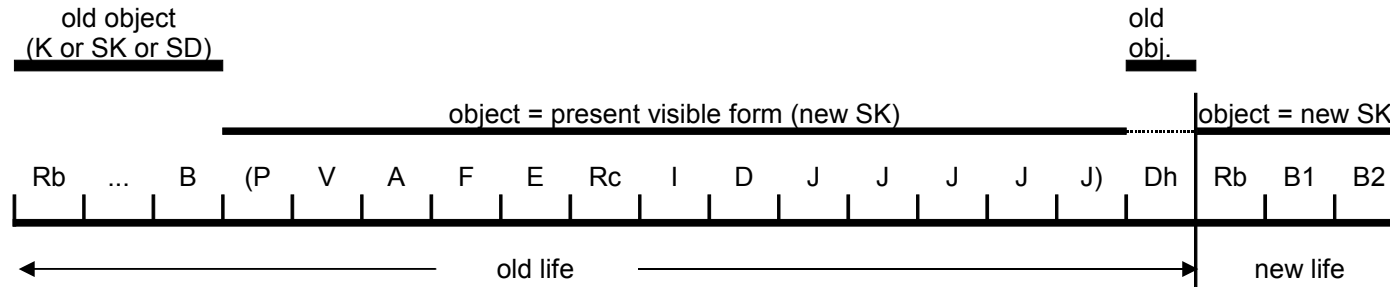 old object
(K or SK or SD)
old
obj.
object = present visible form (new SK)
object = new SK
Rb ... B (P V A F E Rc I D J J J J J) Dh Rb B1 B2
old life
new life